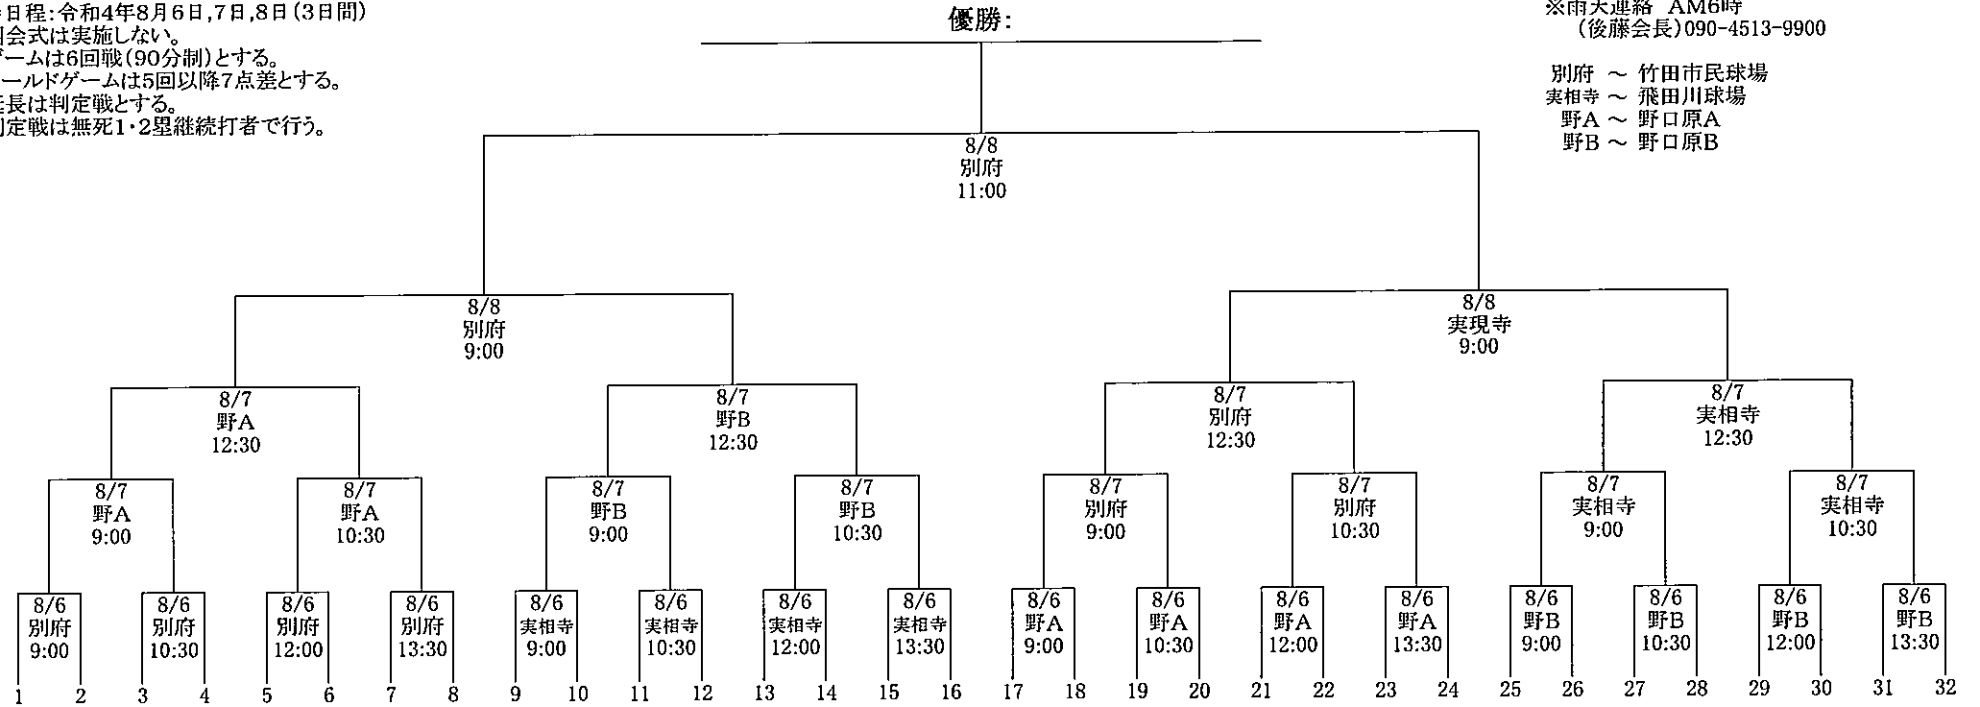 日程:令和4年8月6日,7日,8日(3日間)
会式は実施しない。
ゲームは6回戦(90分制)とする。
ールドゲームは5回以降7点差とする。
長は判定戦とする。
定戦は無死1・2塁継続打者で行う。
優勝:
※雨天連絡 AM6時
(後藤会長)090-4513-9900
別府 ～ 竹田市民球場
実相寺 ～ 飛田川球場
野A ～ 野口原A
野B ～ 野口原B
8/8
別府
11:00
8/8
別府
9:00
8/8
実現寺
9:00
8/7
野A
12:30
8/7
野B
12:30
8/7
別府
12:30
8/7
実相寺
12:30
8/7
野A
9:00
8/7
野A
10:30
8/7
野B
9:00
8/7
野B
10:30
8/7
別府
9:00
8/7
別府
10:30
8/7
実相寺
9:00
8/7
実相寺
10:30
8/6
別府
9:00
8/6
別府
10:30
8/6
別府
12:00
8/6
別府
13:30
8/6
実相寺
9:00
8/6
実相寺
10:30
8/6
実相寺
12:00
8/6
実相寺
13:30
8/6
野A
9:00
8/6
野A
10:30
8/6
野A
12:00
8/6
野A
13:30
8/6
野B
9:00
8/6
野B
10:30
8/6
野B
12:00
8/6
野B
13:30
1 2 3 4 5 6 7 8 9 10 11 12 13 14 15 16 17 18 19 20 21 22 23 24 25 26 27 28 29 30 31 32